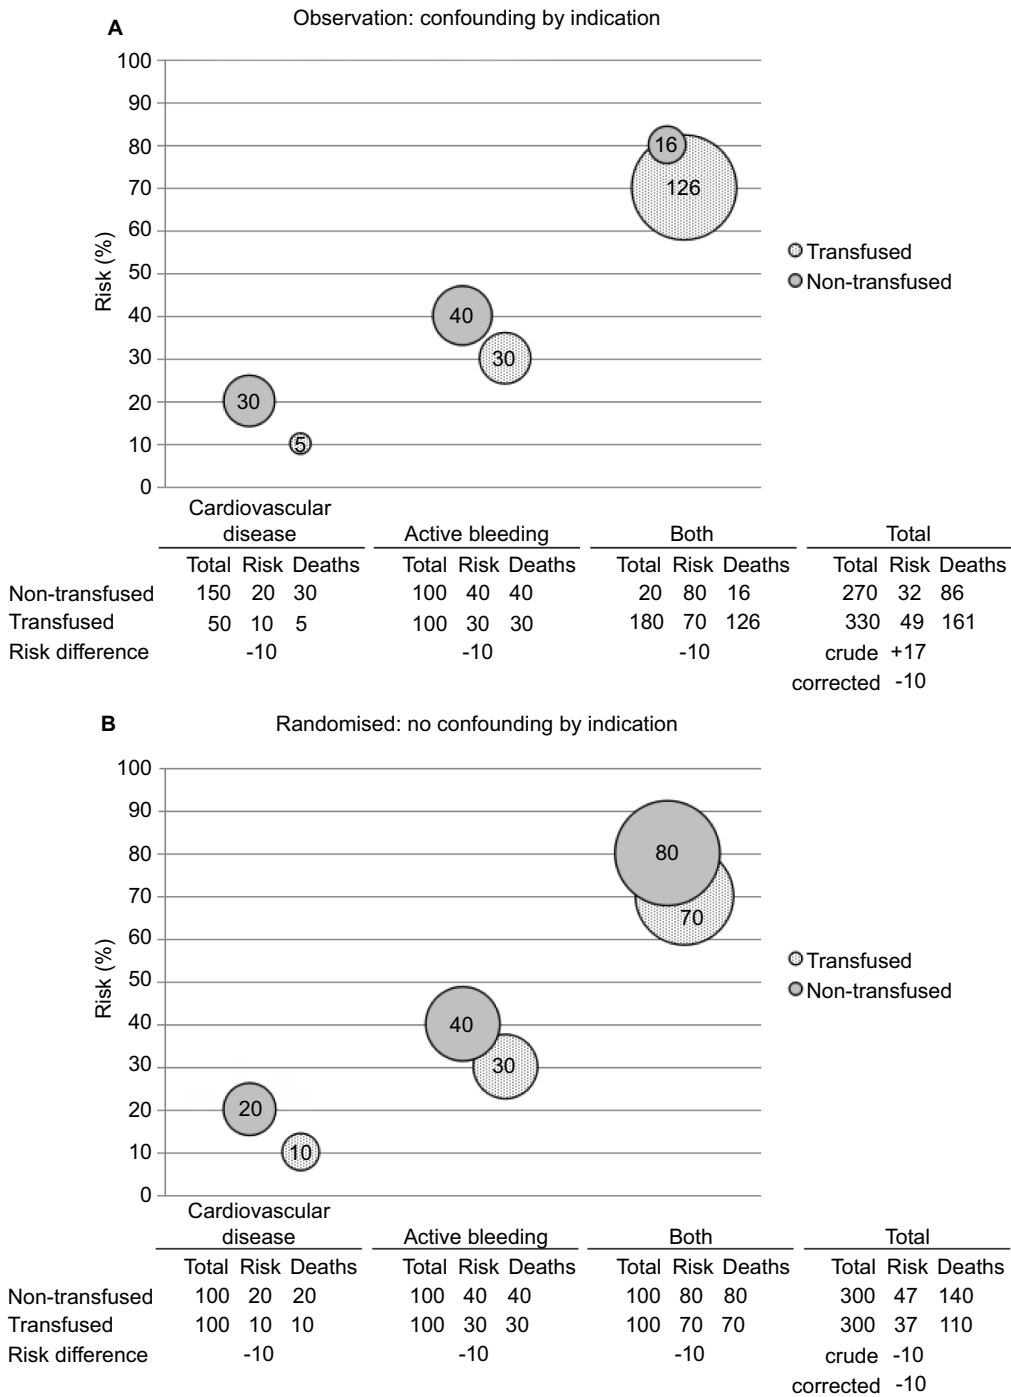 A
Observation: confounding by indication
Risk (%)
100
90
80
70
60
50
40
30
20
10
0
16
126
40
30
30
5
Transfused
Non-transfused
Cardiovascular
disease Active bleeding Both Total
Total Risk Deaths Total Risk Deaths Total Risk Deaths Total Risk Deaths
Non-transfused 150 20 30 100 40 40 20 80 16 270 32 86
Transfused 50 10 5 100 30 30 180 70 126 330 49 161
Risk difference -10 -10 -10 crude +17
corrected -10
B
Randomised: no confounding by indication
Risk (%)
100
90
80
70
60
50
40
30
20
10
0
80
70
40
30
20
10
Transfused
Non-transfused
Cardiovascular
disease Active bleeding Both Total
Total Risk Deaths Total Risk Deaths Total Risk Deaths Total Risk Deaths
Non-transfused 100 20 20 100 40 40 100 80 80 300 47 140
Transfused 100 10 10 100 30 30 100 70 70 300 37 110
Risk difference -10 -10 -10 crude -10
corrected -10